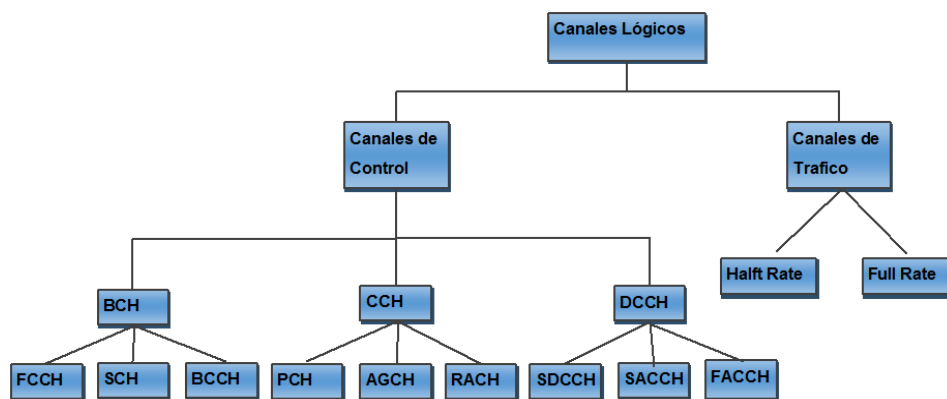 Canales Lógicos
Canales de
Control
Canales de
Trafico
Halft Rate
Full Rate
BCH
CCH
DCCH
FCCH
SCH
BCCH
PCH
AGCH
RACH
SDCCH
SACCH
FACCH